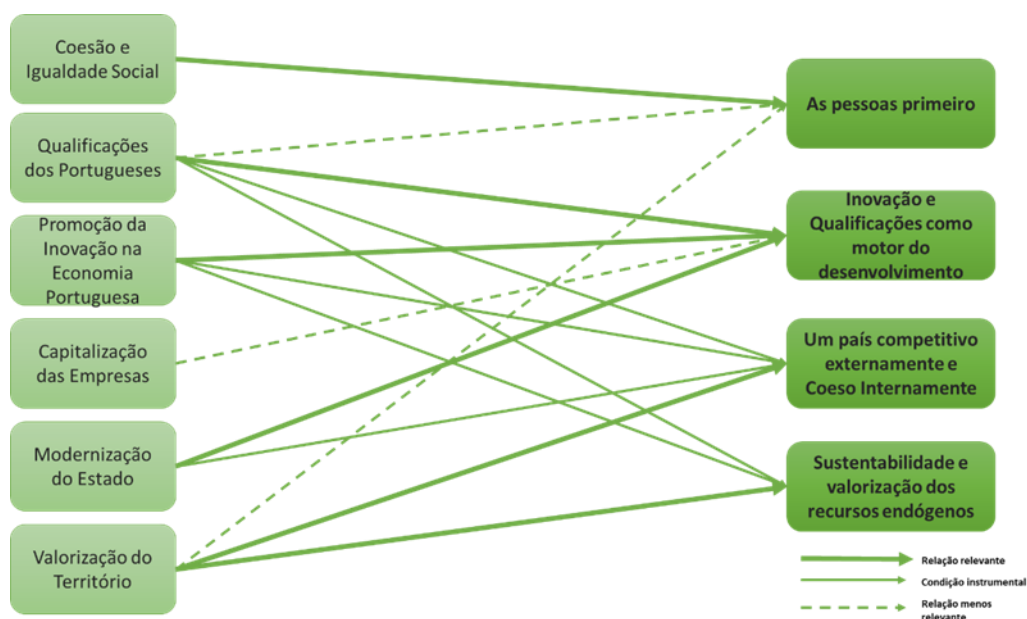 Coesão e
Igualdade Social
Qualificações
dos Portugueses
Promoção da
Inovação na
Economia
Portuguesa
Capitalização
das Empresas
Modernização
do Estado
Valorização do
Território
As pessoas primeiro
Inovação e
Qualificações como
motor do
desenvolvimento
Um país competitivo
externamente e
Coeso Internamente
Sustentabilidade e
valorização dos
recursos endógenos
Relação relevante
Condição instrumental
Relação menos
relevante